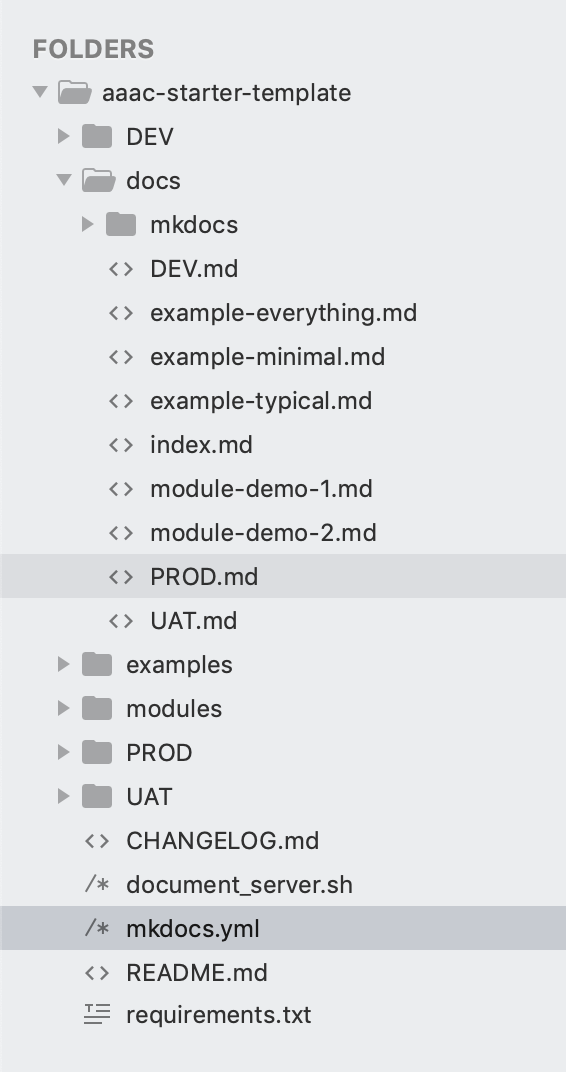 FOLDERS
aaac-starter-template
DEV
docs
mkdocs
<> DEV.md
<> example-everything.md
<> example-minimal.md
<> example-typical.md
<> index.md
<> module-demo-1.md
<> module-demo-2.md
<> PROD.md
<> UAT.md
examples
modules
PROD
UAT
<> CHANGELOG.md
/* document_server.sh
/* mkdocs.yml
<> README.md
requirements.txt